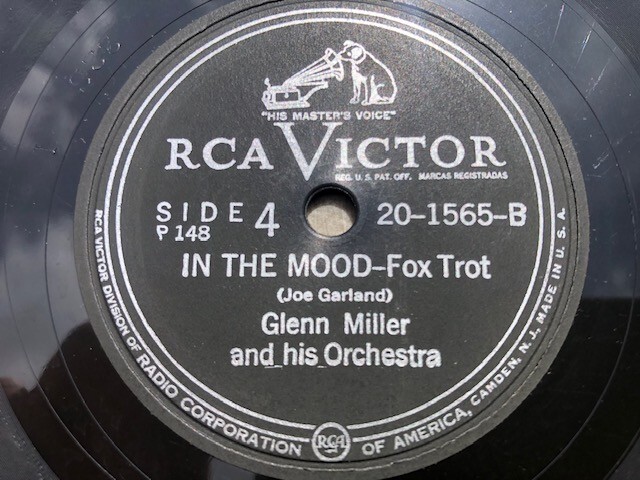 "HIS MASTER'S VOICE"
RCA VICTOR
REG. U.S. PAT. OFF. MARCAS REGISTRADAS
SIDE 4 20-1565-B
P 148
IN THE MOOD-Fox Trot
(Joe Garland)
Glenn Miller
and his Orchestra
RCA VICTOR DIVISION OF RADIO CORPORATION OF AMERICA, CAMDEN, N.J., MADE IN U.S.A.
RCA